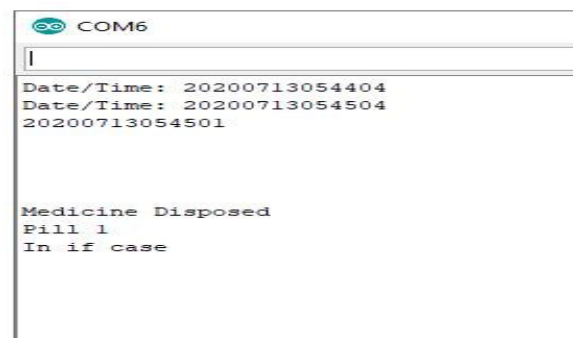 COM6
Date/Time: 20200713054404
Date/Time: 20200713054504
20200713054501
Medicine Disposed
Pill 1
In if case